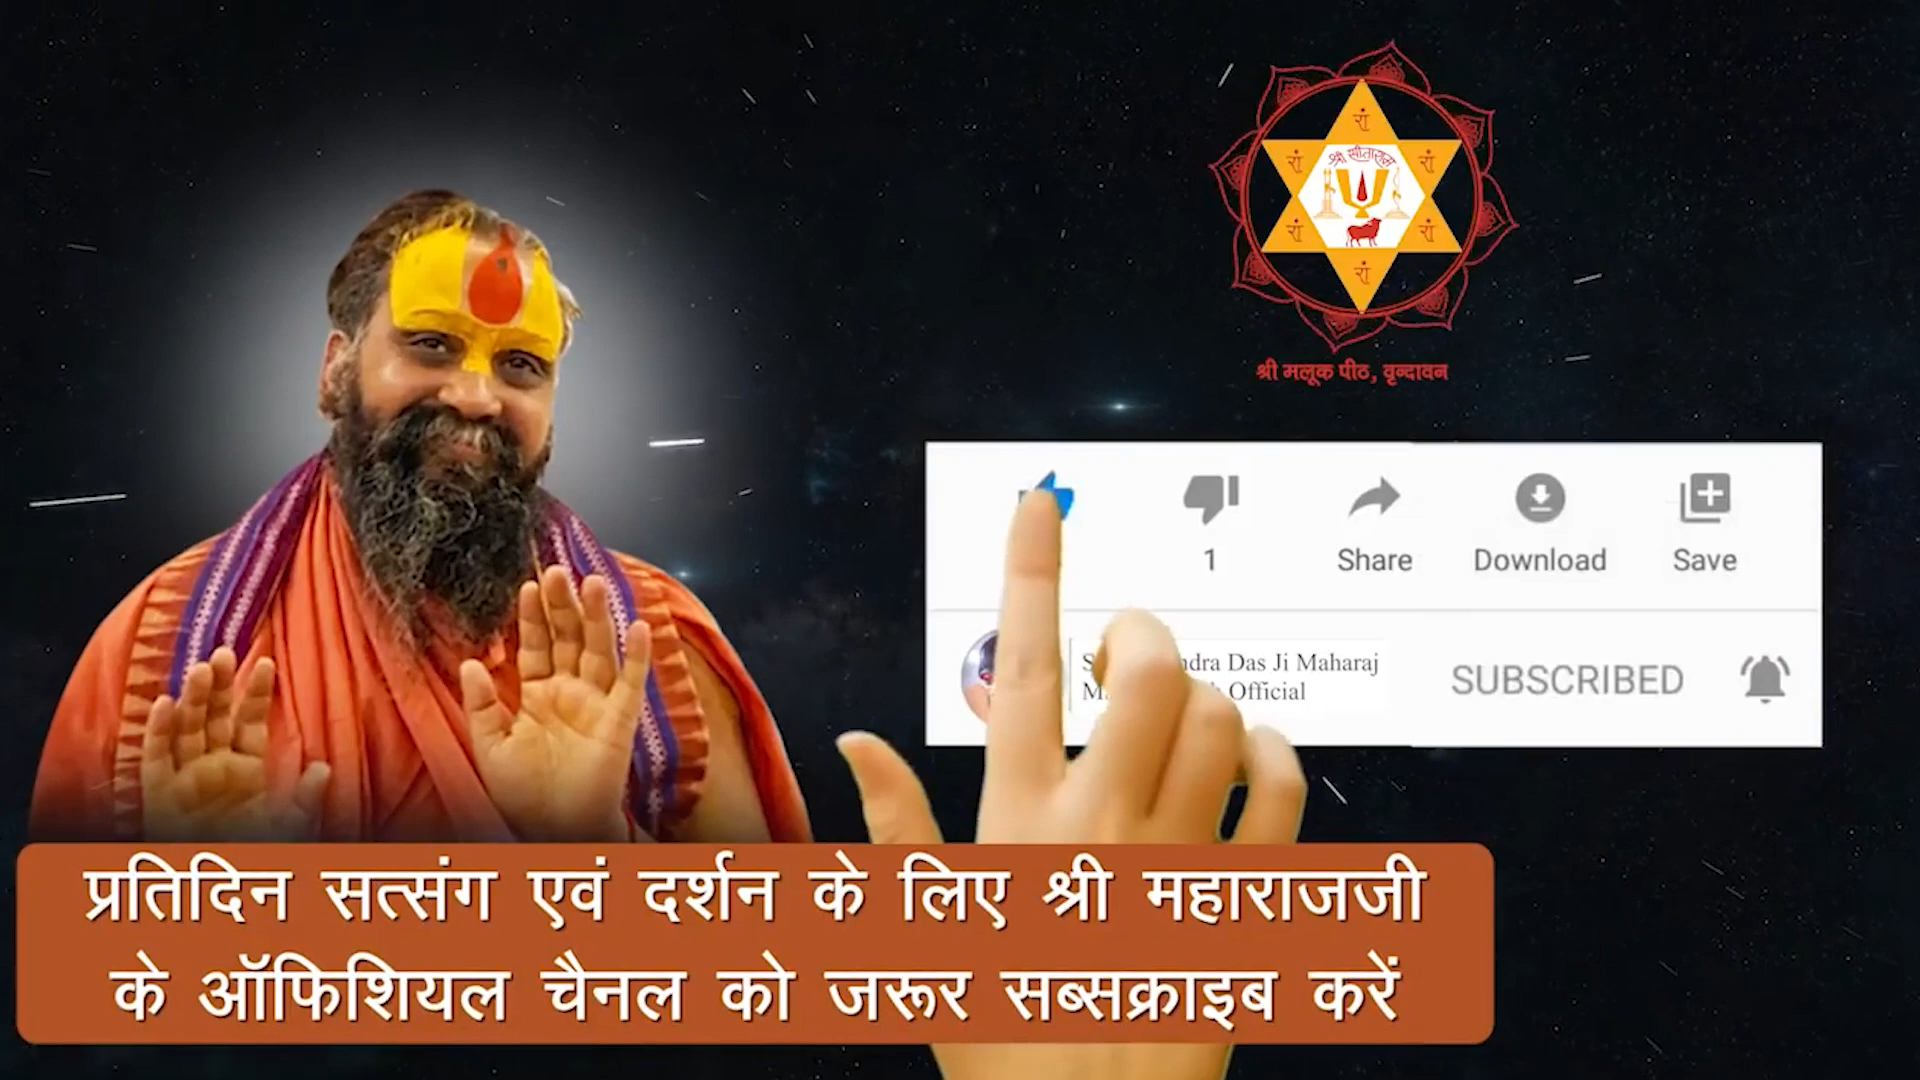 रां
रां
रां
श्री सीताराम
रां
रां
रां
श्री मलूक पीठ, वृन्दावन
1
Share
Download
Save
ndra Das Ji Maharaj
Official
SUBSCRIBED
प्रतिदिन सत्संग एवं दर्शन के लिए श्री महाराजजी
के ऑफिशियल चैनल को जरूर सब्सक्राइब करें